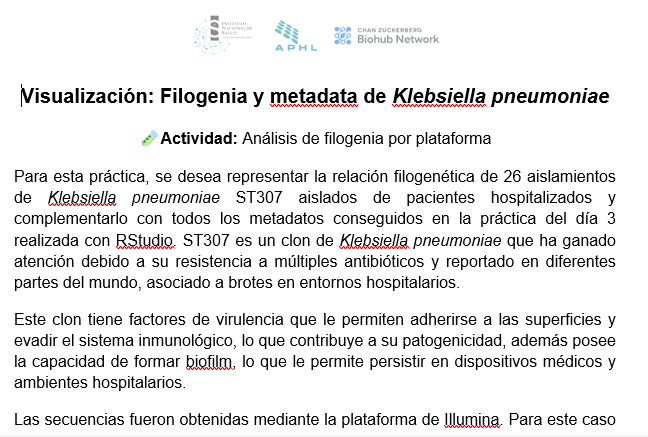 INSTITUTO
NACIONAL DE
SALUD
APHL
CHAN ZUCKERBERG
Biohub Network
Visualización: Filogenia y metadata de Klebsiella pneumoniae
Actividad: Análisis de filogenia por plataforma
Para esta práctica, se desea representar la relación filogenética de 26 aislamientos
de Klebsiella pneumoniae ST307 aislados de pacientes hospitalizados y
complementarlo con todos los metadatos conseguidos en la práctica del día 3
realizada con RStudio. ST307 es un clon de Klebsiella pneumoniae que ha ganado
atención debido a su resistencia a múltiples antibióticos y reportado en diferentes
partes del mundo, asociado a brotes en entornos hospitalarios.
Este clon tiene factores de virulencia que le permiten adherirse a las superficies y
evadir el sistema inmunológico, lo que contribuye a su patogenicidad, además posee
la capacidad de formar biofilm, lo que le permite persistir en dispositivos médicos y
ambientes hospitalarios.
Las secuencias fueron obtenidas mediante la plataforma de Illumina. Para este caso